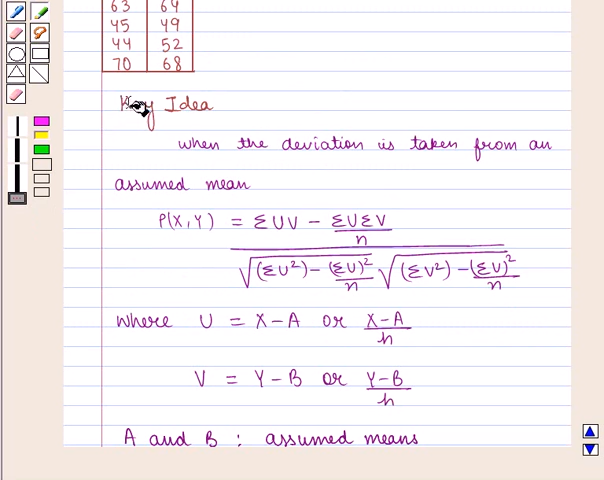 63 64
45 49
44 52
70 68
Key Idea
when the deviation is taken from an
assumed mean
P(X,Y) = ΣUV - ΣUΣV/n
√(ΣU²) - (ΣU)²/n √(ΣV²) - (ΣV)²/n
where U = X-A or X-A/h
V = Y-B or Y-B/h
A and B : assumed means